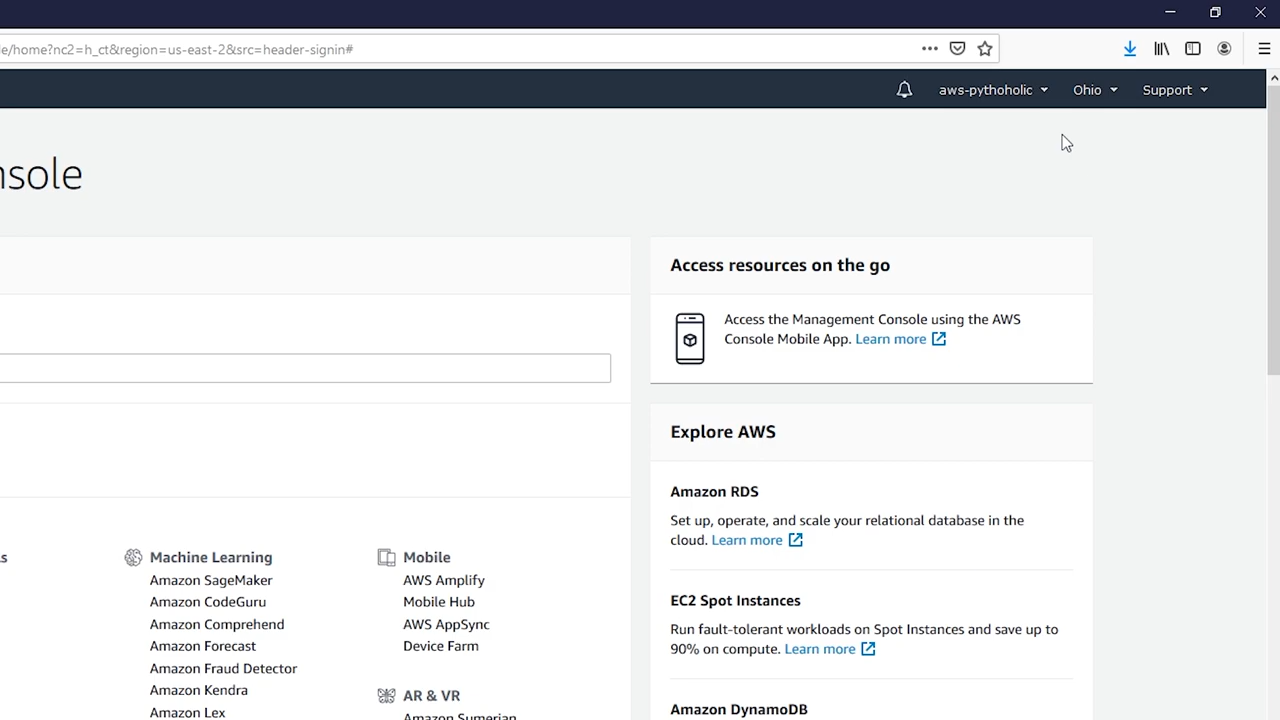 le/home?nc2=h_ct&region=us-east-2&src=header-signin#
aws-pythoholic
Ohio
Support
nsole
Access resources on the go
Access the Management Console using the AWS
Console Mobile App. Learn more
Explore AWS
Amazon RDS
Set up, operate, and scale your relational database in the
cloud. Learn more
s
Machine Learning
Amazon SageMaker
Amazon CodeGuru
Amazon Comprehend
Amazon Forecast
Amazon Fraud Detector
Amazon Kendra
Amazon Lex
Mobile
AWS Amplify
Mobile Hub
AWS AppSync
Device Farm
AR & VR
Amazon Sumerian
EC2 Spot Instances
Run fault-tolerant workloads on Spot Instances and save up to
90% on compute. Learn more
Amazon DynamoDB